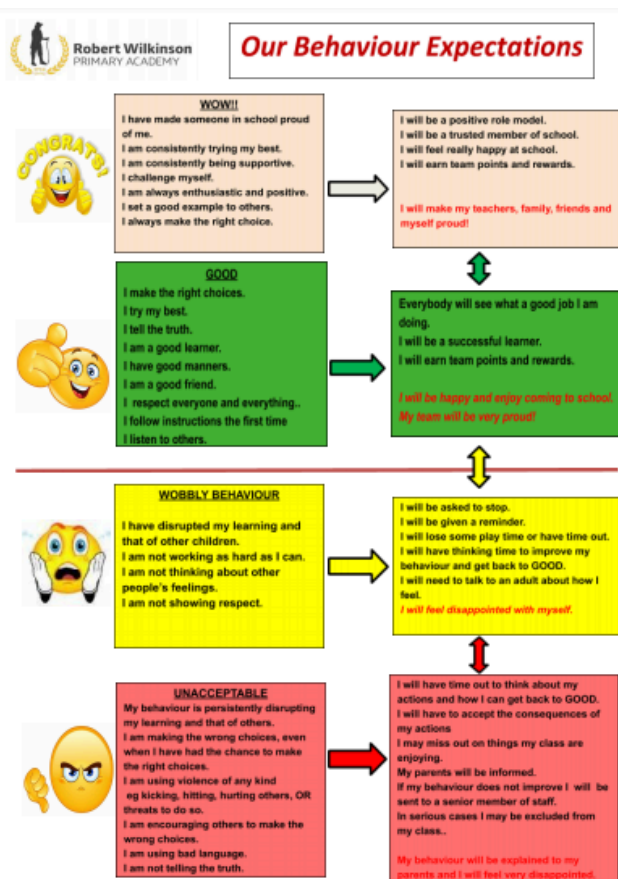 Robert Wilkinson
PRIMARY ACADEMY
Our Behaviour Expectations
CONGRATS!
WOW!!
I have made someone in school proud
of me.
I am consistently trying my best.
I am consistently being supportive.
I challenge myself.
I am always enthusiastic and positive.
I set a good example to others.
I always make the right choice.
I will be a positive role model.
I will be a trusted member of school.
I will feel really happy at school.
I will earn team points and rewards.
I will make my teachers, family, friends and
myself proud!
GOOD
I make the right choices.
I try my best.
I tell the truth.
I am a good learner.
I have good manners.
I am a good friend.
I respect everyone and everything..
I follow instructions the first time
I listen to others.
Everybody will see what a good job I am
doing.
I will be a successful learner.
I will earn team points and rewards.
I will be happy and enjoy coming to school.
My team will be very proud!
WOBBLY BEHAVIOUR
I have disrupted my learning and
that of other children.
I am not working as hard as I can.
I am not thinking about other
people's feelings.
I am not showing respect.
I will be asked to stop.
I will be given a reminder.
I will lose some play time or have time out.
I will have thinking time to improve my
behaviour and get back to GOOD.
I will need to talk to an adult about how I
feel.
I will feel disappointed with myself.
UNACCEPTABLE
My behaviour is persistently disrupting
my learning and that of others.
I am making the wrong choices, even
when I have had the chance to make
the right choices.
I am using violence of any kind
eg kicking, hitting, hurting others, OR
threats to do so.
I am encouraging others to make the
wrong choices.
I am using bad language.
I am not telling the truth.
I will have time out to think about my
actions and how I can get back to GOOD.
I will have to accept the consequences of
my actions
I may miss out on things my class are
enjoying.
My parents will be informed.
If my behaviour does not improve I will be
sent to a senior member of staff.
In serious cases I may be excluded from
my class..
My behaviour will be explained to my
parents and I will feel very disappointed.